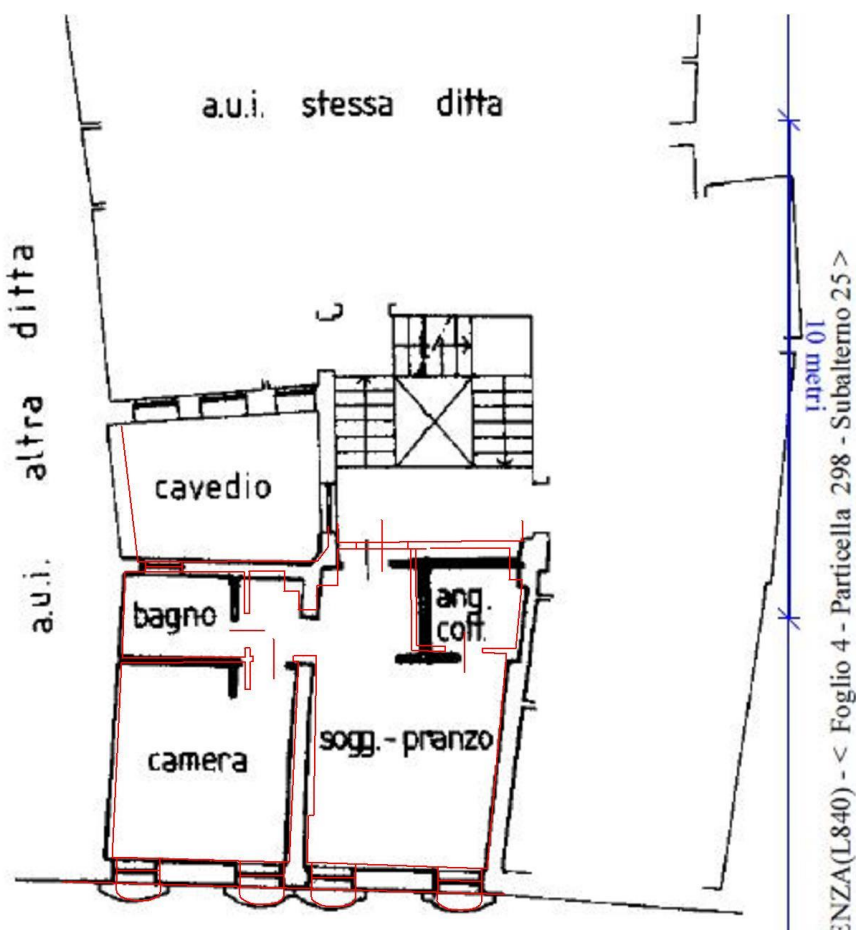 a.u.i. stessa ditta
a.u.i. altra ditta
cavedio
bagno
ang.
cott.
camera
sogg.-pranzo
10 metri
ENZA(L840) - < Foglio 4 - Particella 298 - Subalterno 25 >